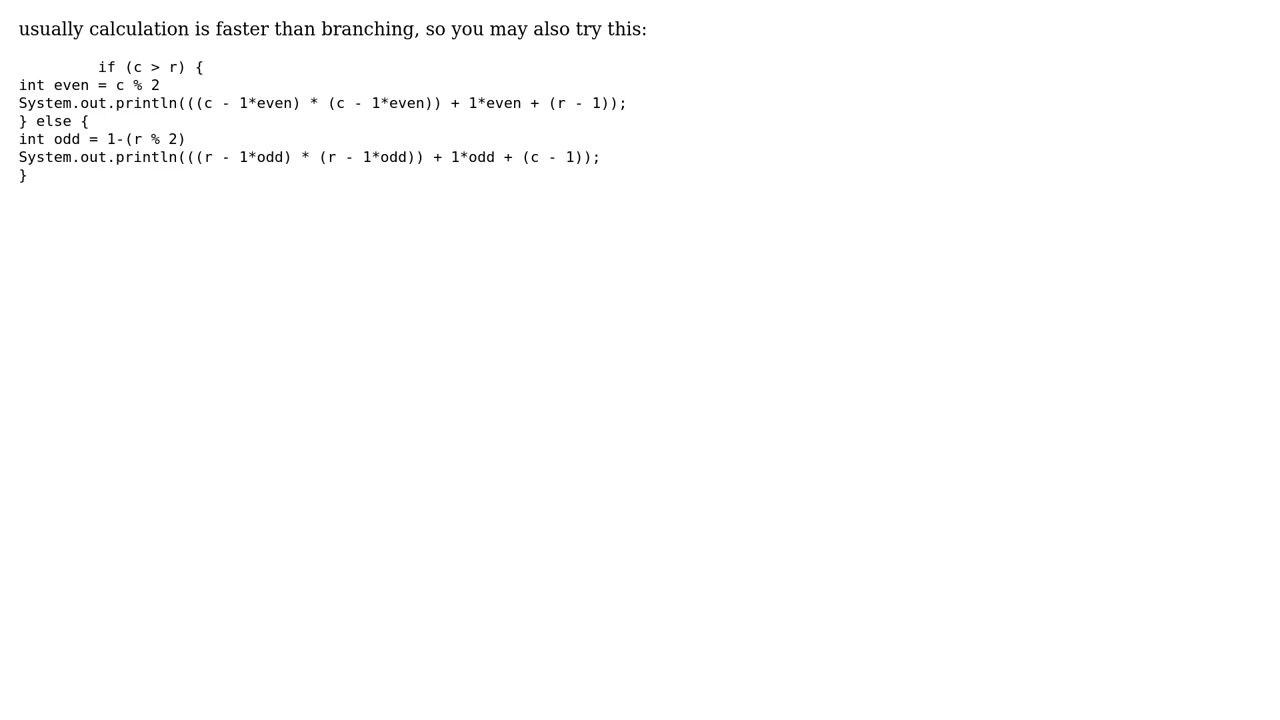 usually calculation is faster than branching, so you may also try this:
if (c > r) {
int even = c % 2
System.out.println(((c - 1*even) * (c - 1*even)) + 1*even + (r - 1));
} else {
int odd = 1-(r % 2)
System.out.println(((r - 1*odd) * (r - 1*odd)) + 1*odd + (c - 1));
}